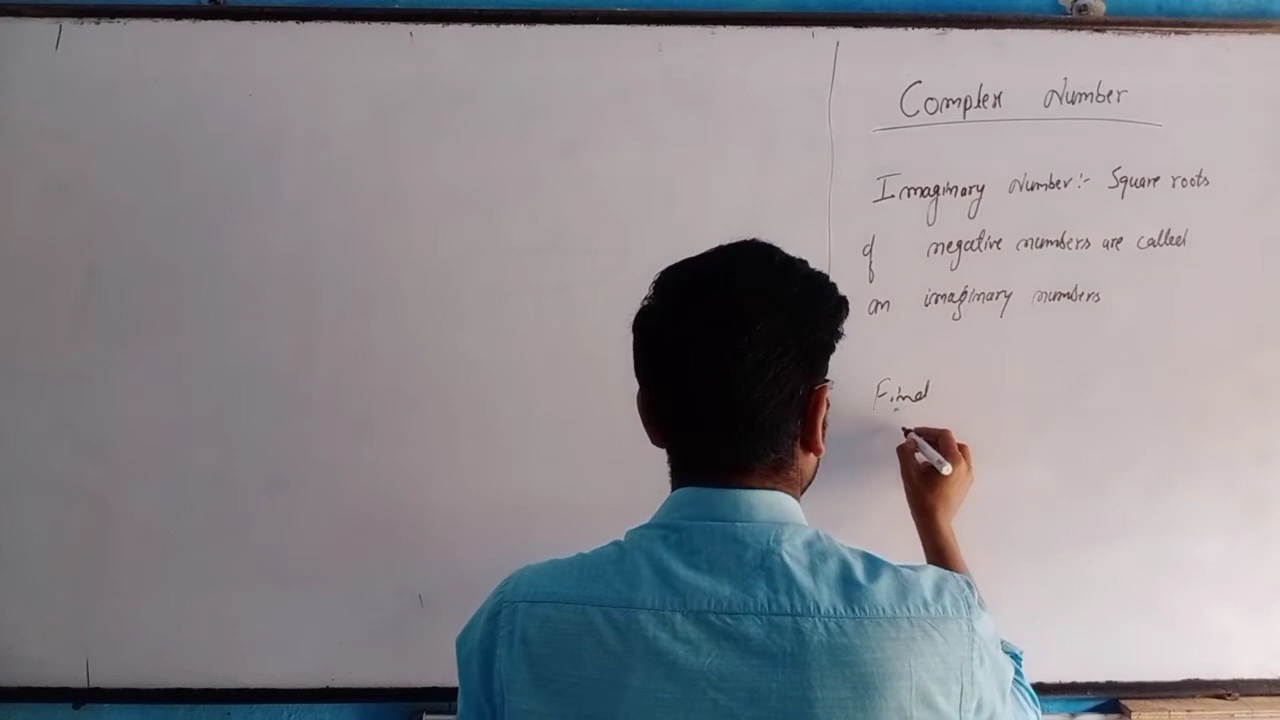 Complex Number
Imaginary Number:- Square roots
of negative numbers are called
an imaginary numbers
Find